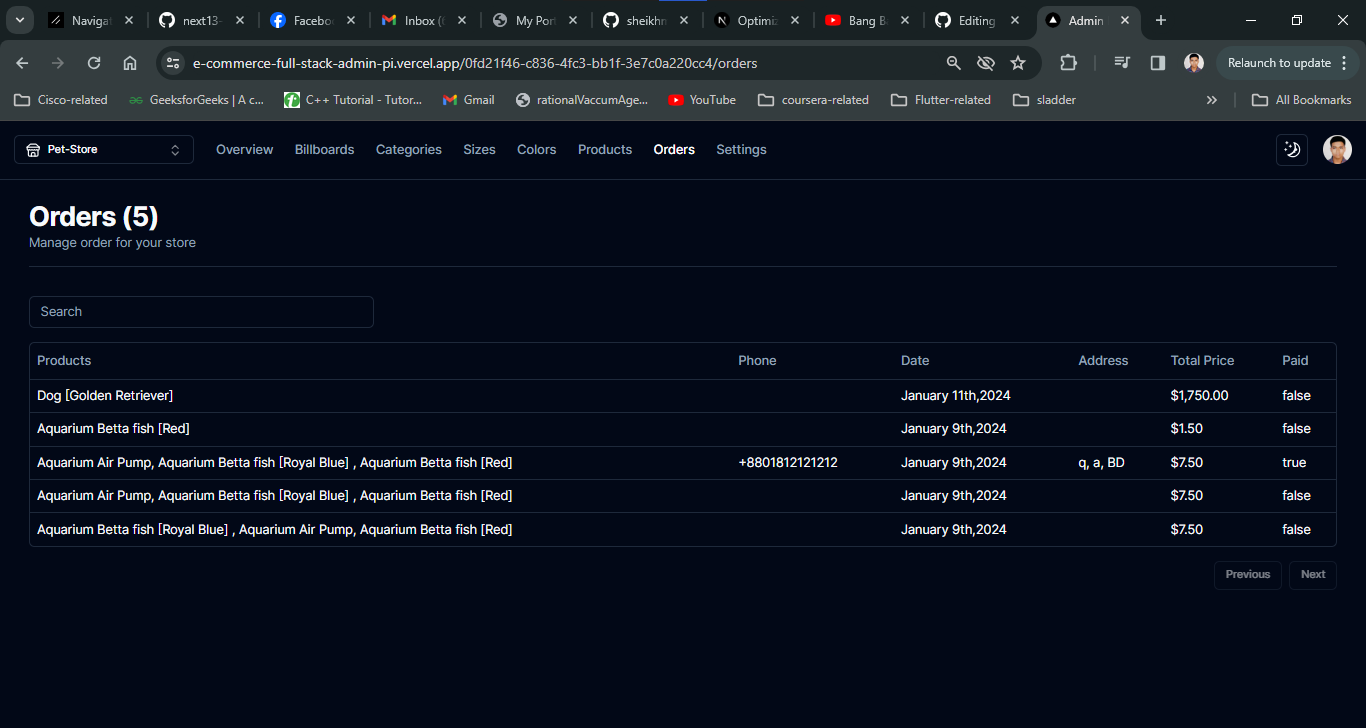 Navigat next13- Facebo Inbox ( My Port sheikhr Optimiz Bang B Editing Admin
e-commerce-full-stack-admin-pi.vercel.app/0fd21f46-c836-4fc3-bb1f-3e7c0a220cc4/orders Relaunch to update
Cisco-related GeeksforGeeks | A c... C++ Tutorial - Tutor... Gmail rationalVaccumAge... YouTube coursera-related Flutter-related sladder » All Bookmarks
Pet-Store Overview Billboards Categories Sizes Colors Products Orders Settings
Orders (5)
Manage order for your store
Search
Products Phone Date Address Total Price Paid
Dog [Golden Retriever] January 11th,2024 $1,750.00 false
Aquarium Betta fish [Red] January 9th,2024 $1.50 false
Aquarium Air Pump, Aquarium Betta fish [Royal Blue] , Aquarium Betta fish [Red] +8801812121212 January 9th,2024 q, a, BD $7.50 true
Aquarium Air Pump, Aquarium Betta fish [Royal Blue] , Aquarium Betta fish [Red] January 9th,2024 $7.50 false
Aquarium Betta fish [Royal Blue] , Aquarium Air Pump, Aquarium Betta fish [Red] January 9th,2024 $7.50 false
Previous Next